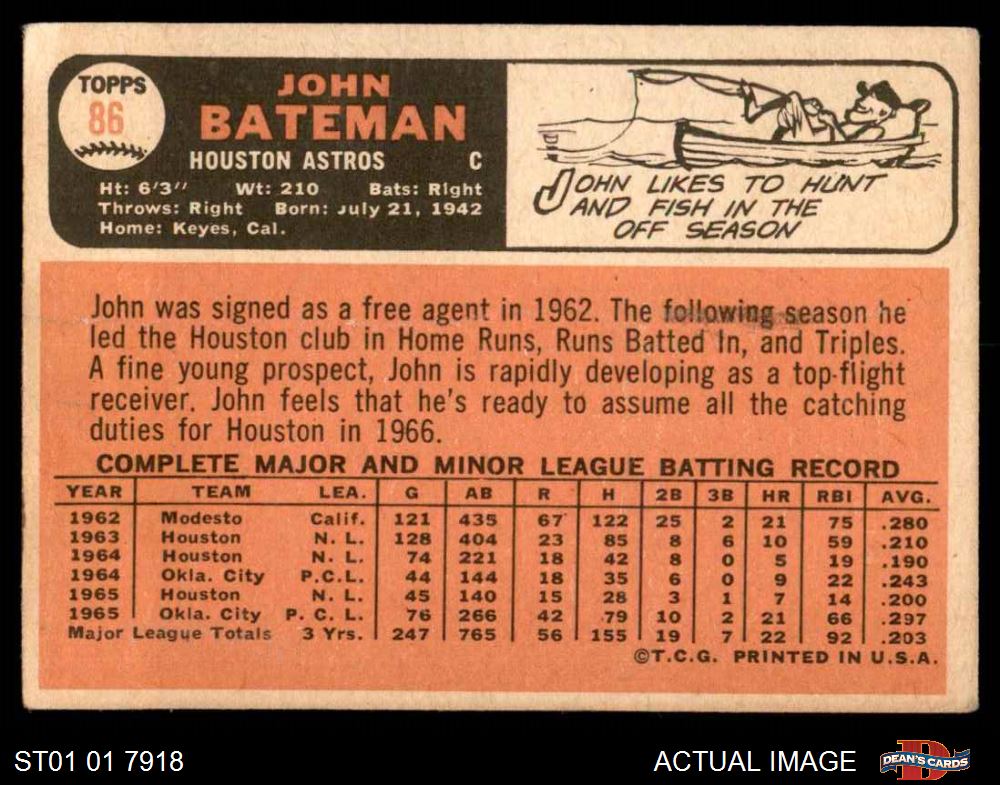 TOPPS
86
JOHN
BATEMAN
HOUSTON ASTROS C
Ht: 6'3" Wt: 210 Bats: Right
Throws: Right Born: July 21, 1942
Home: Keyes, Cal.
JOHN LIKES TO HUNT
AND FISH IN THE
OFF SEASON
John was signed as a free agent in 1962. The following season he
led the Houston club in Home Runs, Runs Batted In, and Triples.
A fine young prospect, John is rapidly developing as a top-flight
receiver. John feels that he's ready to assume all the catching
duties for Houston in 1966.
COMPLETE MAJOR AND MINOR LEAGUE BATTING RECORD
YEAR TEAM LEA. G AB R H 2B 3B HR RBI AVG.
1962 Modesto Calif. 121 435 67 122 25 2 21 75 .280
1963 Houston N. L. 128 404 23 85 8 6 10 59 .210
1964 Houston N. L. 74 221 18 42 8 0 5 19 .190
1964 Okla. City P.C.L. 44 144 18 35 6 0 9 22 .243
1965 Houston N. L. 45 140 15 28 3 1 7 14 .200
1965 Okla. City P. C. L. 76 266 42 79 10 2 21 66 .297
Major League Totals 3 Yrs. 247 765 56 155 19 7 22 92 .203
©T.C.G. PRINTED IN U.S.A.
ST01 01 7918
ACTUAL IMAGE
D
DEAN'S CARDS